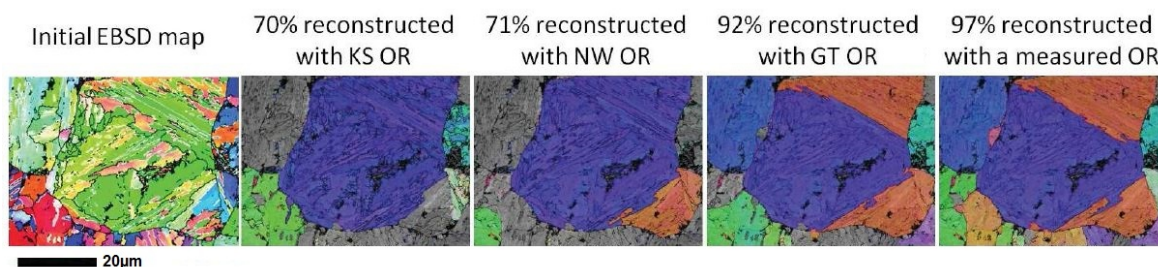 Initial EBSD map
70% reconstructed
with KS OR
71% reconstructed
with NW OR
92% reconstructed
with GT OR
97% reconstructed
with a measured OR
20µm